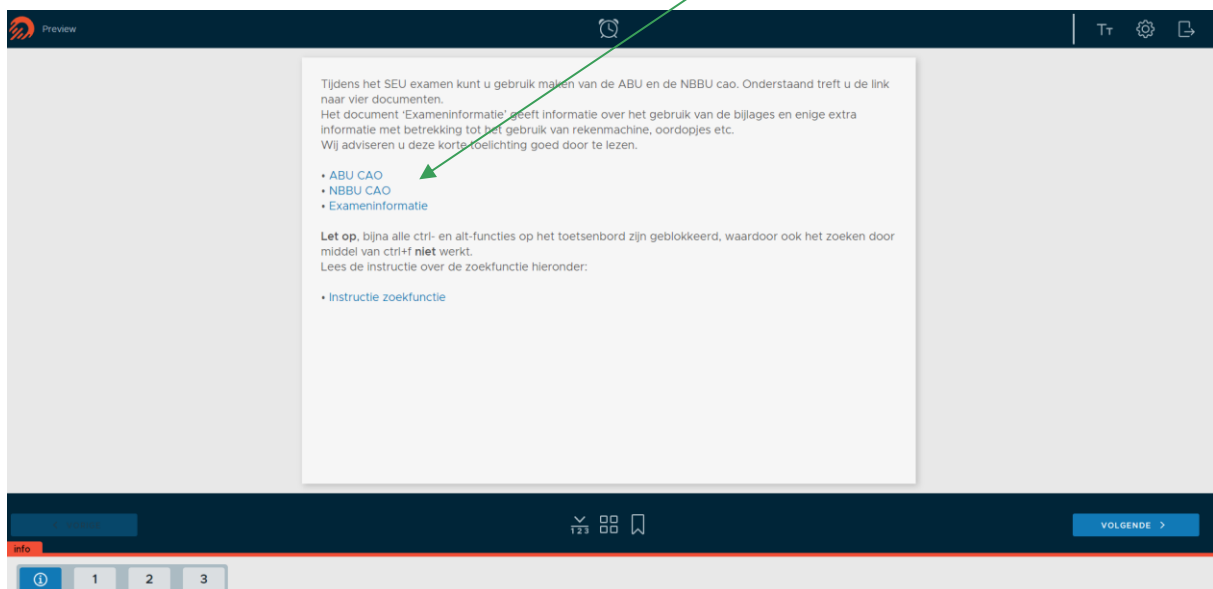 Preview
Tт
Tijdens het SEU examen kunt u gebruik maken van de ABU en de NBBU cao. Onderstaand treft u de link
naar vier documenten.
Het document 'Exameninformatie' geeft informatie over het gebruik van de bijlages en enige extra
informatie met betrekking tot het gebruik van rekenmachine, oordopjes etc.
Wij adviseren u deze korte toelichting goed door te lezen.
• ABU CAO
• NBBU CAO
• Exameninformatie
Let op, bijna alle ctrl- en alt-functies op het toetsenbord zijn geblokkeerd, waardoor ook het zoeken door
middel van ctrl+f niet werkt.
Lees de instructie over de zoekfunctie hieronder:
• Instructie zoekfunctie
123
VOLGENDE >
info
1 2 3